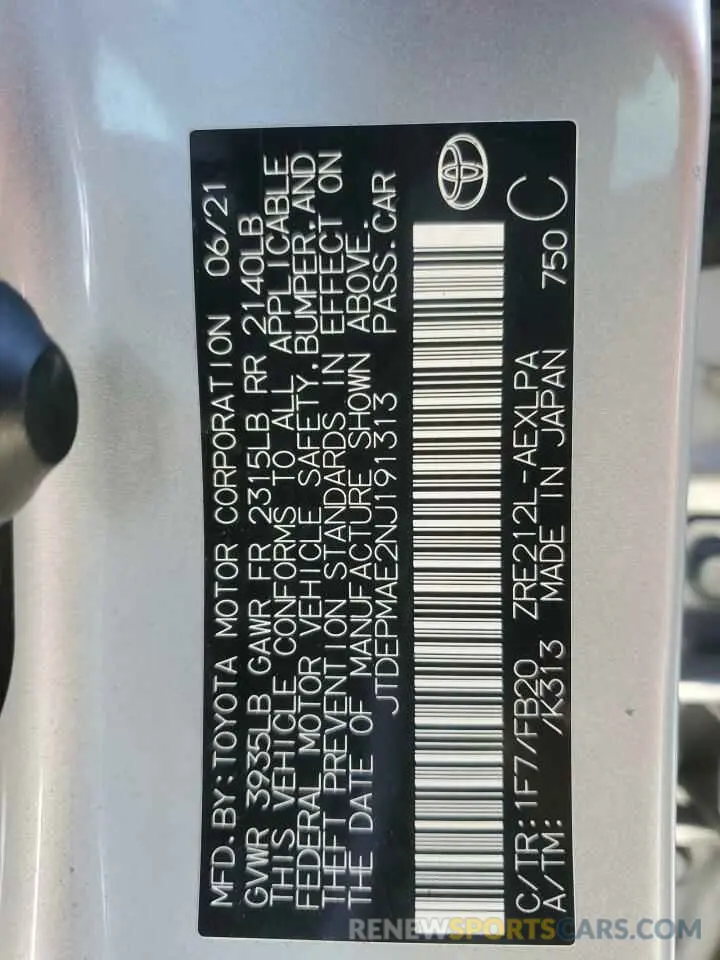 MFD.BY:TOYOTA MOTOR CORPORATION 06/21
GVWR 3935LB GAWR FR 2315LB RR 2140LB
THIS VEHICLE CONFORMS TO ALL APPLICABLE
FEDERAL MOTOR VEHICLE SAFETY,BUMPER,AND
THEFT PREVENTION STANDARDS IN EFFECT ON
THE DATE OF MANUFACTURE SHOWN ABOVE.
JTDEPMAE2NJ191313 PASS.CAR
C/TR:1F7/FB20 ZRE212L-AEXLPA 750 C
A/TM: /K313 MADE IN JAPAN
RENEWSPORTSCARS.COM